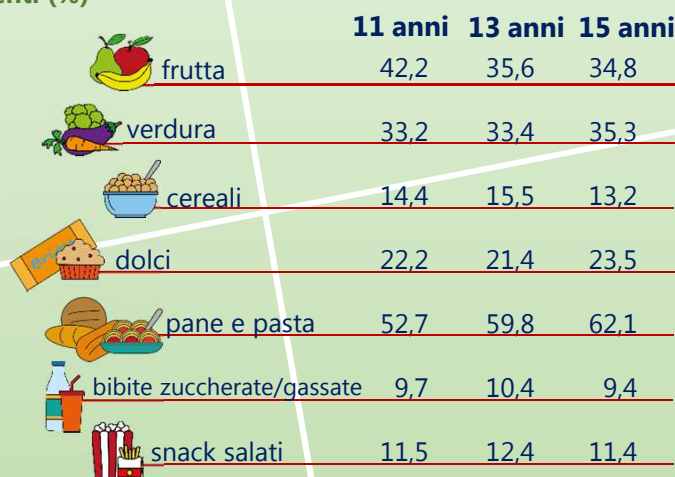 (%)
11 anni 13 anni 15 anni
frutta 42,2 35,6 34,8
verdura 33,2 33,4 35,3
cereali 14,4 15,5 13,2
dolci 22,2 21,4 23,5
pane e pasta 52,7 59,8 62,1
bibite zuccherate/gassate 9,7 10,4 9,4
snack salati 11,5 12,4 11,4